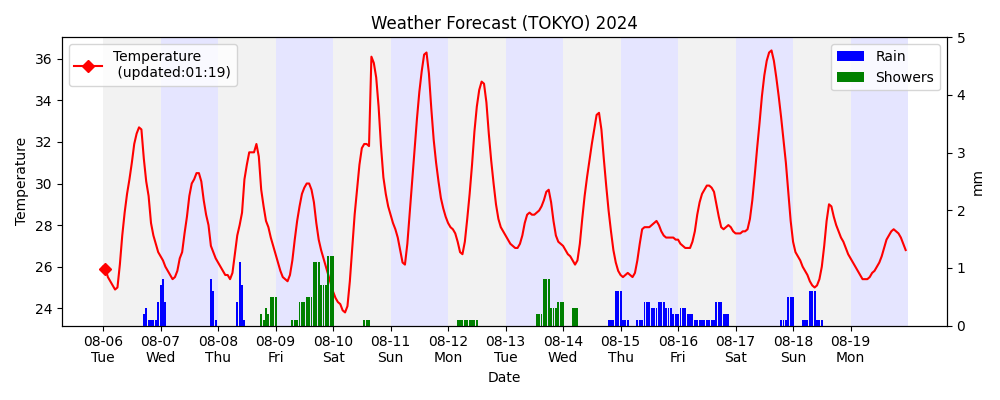 Weather Forecast (TOKYO) 2024
Temperature
(updated:01:19)
Rain
Showers
36
34
32
30
28
26
24
Temperature
5
4
3
2
1
0
mm
08-06 08-07 08-08 08-09 08-10 08-11 08-12 08-13 08-14 08-15 08-16 08-17 08-18 08-19
Tue Wed Thu Fri Sat Sun Mon Tue Wed Thu Fri Sat Sun Mon
Date